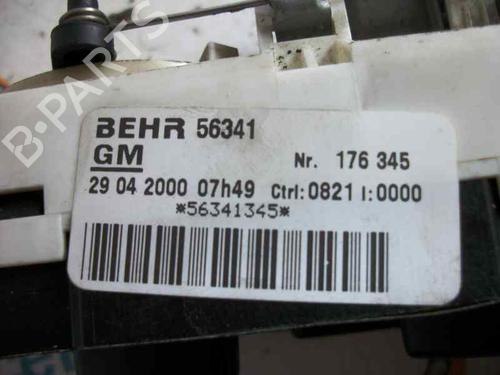 B-PARTS
BEHR 56341
GM Nr. 176 345
29 04 2000 07h49 Ctrl:0821 I:0000
*56341345*